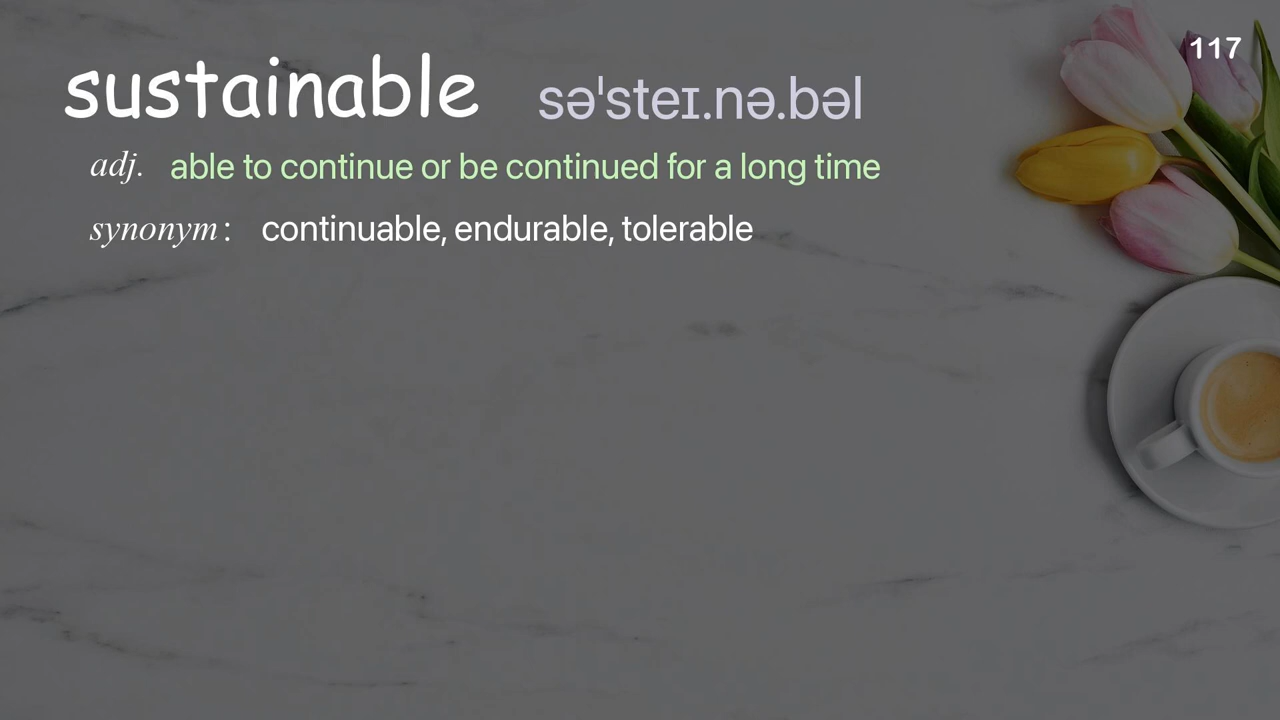 117
sustainable səˈsteɪ.nə.bəl
adj. able to continue or be continued for a long time
synonym: continuable, endurable, tolerable